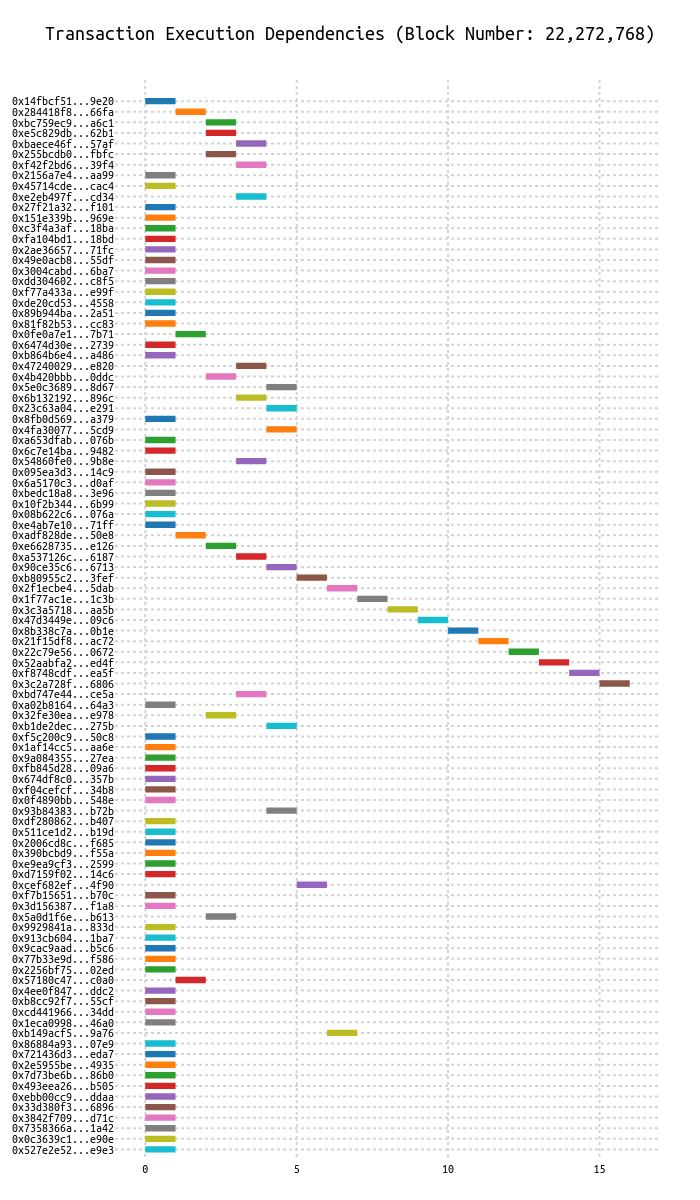 Transaction Execution Dependencies (Block Number: 22,272,768)
0x14fbcf51...9e20
0x284418f8...66fa
0xbc759ec9...a6c1
0xe5c829db...62b1
0xbaece46f...57af
0x255bcdb0...fbfc
0xf42f2bd6...39f4
0x2156a7e4...aa99
0x45714cde...cac4
0xe2eb497f...cd34
0x27f21a32...f101
0x151e339b...969e
0xc3f4a3af...18ba
0xfa104bd1...18bd
0x2ae36657...71fc
0x49e0acb8...55df
0x3004cabd...6ba7
0xdd304602...c8f5
0xf77a433a...e99f
0xde20cd53...4558
0x89b944ba...2a51
0x81f82b53...cc83
0x0fe0a7e1...7b71
0x6474d30e...2739
0xb864b6e4...a486
0x47240029...e820
0x4b420bbb...0ddc
0x5e0c3689...8d67
0x6b132192...896c
0x23c63a04...e291
0x8fb0d569...a379
0x4fa30077...5cd9
0xa653dfab...076b
0x6c7e14ba...9482
0x54860fe0...9b8e
0x095ea3d3...14c9
0x6a5170c3...d0af
0xbedc18a8...3e96
0x10f2b344...6b99
0x08b622c6...076a
0xe4ab7e10...71ff
0xadf828de...50e8
0xe6628735...e126
0xa537126c...6187
0x90ce35c6...6713
0xb80955c2...3fef
0x2f1ecbe4...5dab
0x1f77ac1e...1c3b
0x3c3a5718...aa5b
0x47d3449e...09c6
0x8b338c7a...0b1e
0x21f15df8...ac72
0x22c79e56...0672
0x52aabfa2...ed4f
0xf8748cdf...ea5f
0x3c2a728f...6806
0xbd747e44...ce5a
0xa02b8164...64a3
0x32fe30ea...e978
0xb1de2dec...275b
0xf5c200c9...50c8
0x1af14cc5...aa6e
0x9a084355...27ea
0xfb845d28...09a6
0x674df8c0...357b
0xf04cefcf...34b8
0x0f4890bb...548e
0x93b84383...b72b
0xdf280862...b407
0x511ce1d2...b19d
0x2006cd8c...f685
0x390bcbd9...f55a
0xe9ea9cf3...2599
0xd7159f02...14c6
0xcef682ef...4f90
0xf7b15651...b70c
0x3d156387...f1a8
0x5a0d1f6e...b613
0x9929841a...833d
0x913cb604...1ba7
0x9cac9aad...b5c6
0x77b33e9d...f586
0x2256bf75...02ed
0x57180c47...c0a0
0x4ee0f847...ddc2
0xb8cc92f7...55cf
0xcd441966...34dd
0x1eca0998...46a0
0xb149acf5...9a76
0x86884a93...07e9
0x721436d3...eda7
0x2e5955be...4935
0x7d73be6b...86b0
0x493eea26...b505
0xebb00cc9...ddaa
0x33d380f3...6896
0x3842f709...d71c
0x7358366a...1a42
0x0c3639c1...e90e
0x527e2e52...e9e3
0 5 10 15